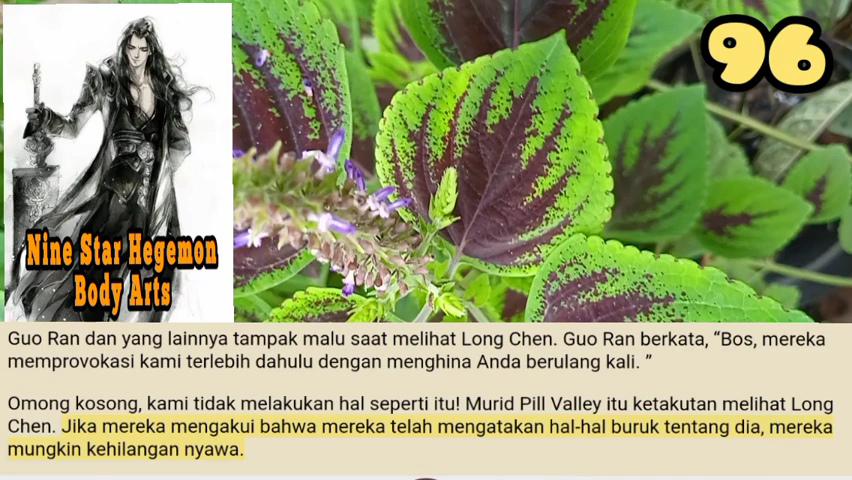 96
Nine Star Hegemon
Body Arts
Guo Ran dan yang lainnya tampak malu saat melihat Long Chen. Guo Ran berkata, “Bos, mereka
memprovokasi kami terlebih dahulu dengan menghina Anda berulang kali. ”
Omong kosong, kami tidak melakukan hal seperti itu! Murid Pill Valley itu ketakutan melihat Long
Chen. Jika mereka mengakui bahwa mereka telah mengatakan hal-hal buruk tentang dia, mereka
mungkin kehilangan nyawa.